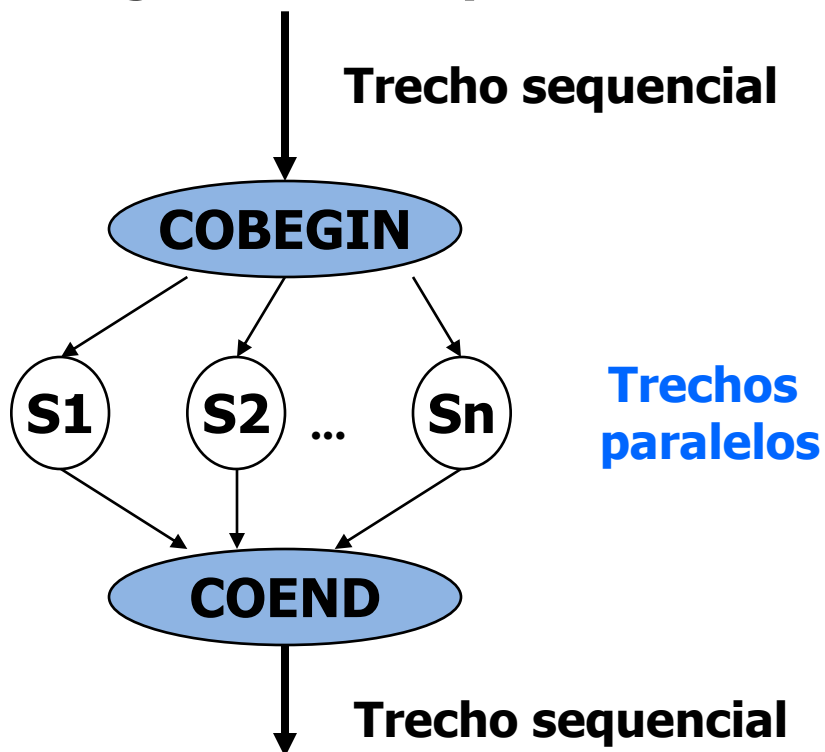 Trecho sequencial
COBEGIN
S1 S2 ... Sn
Trechos
paralelos
COEND
Trecho sequencial